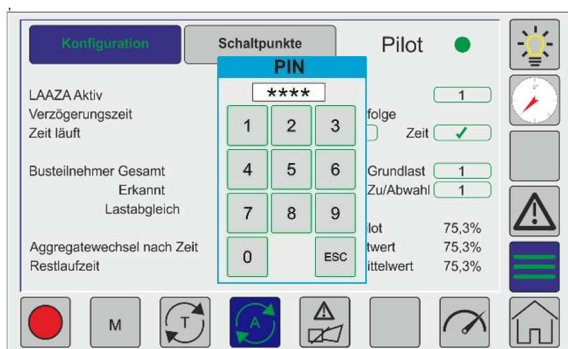 ,
Konfiguration Schaltpunkte Pilot
PIN
****
LAAZA Aktiv 1
Verzögerungszeit folge
Zeit läuft Zeit ✓
1 2 3
Busteilnehmer Gesamt 4 5 6 Grundlast 1
Erkannt Zu/Abwahl 1
Lastabgleich 7 8 9
lot 75,3%
Aggregatewechsel nach Zeit twert 75,3%
Restlaufzeit 0 ESC ittelwert 75,3%
M T A